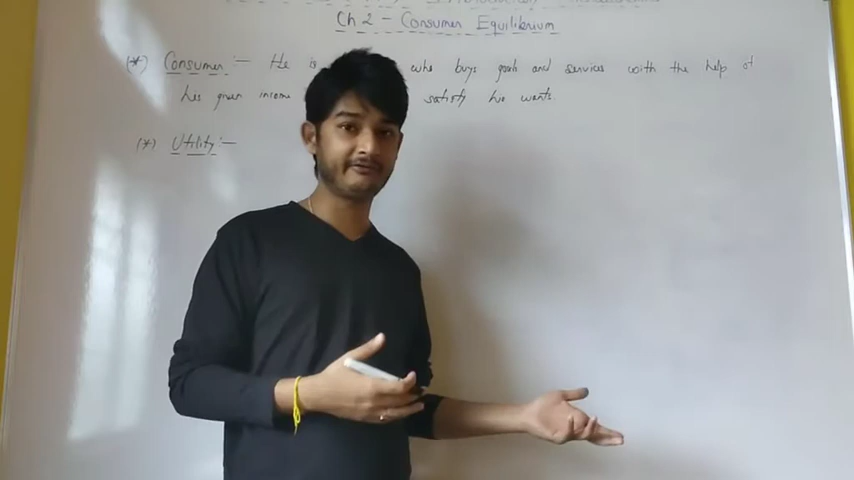 Ch 2 - Consumer Equilibrium
(*) Consumer :- He is who buys goods and services with the help of
his given income satisfy his wants.
(*) Utility :-